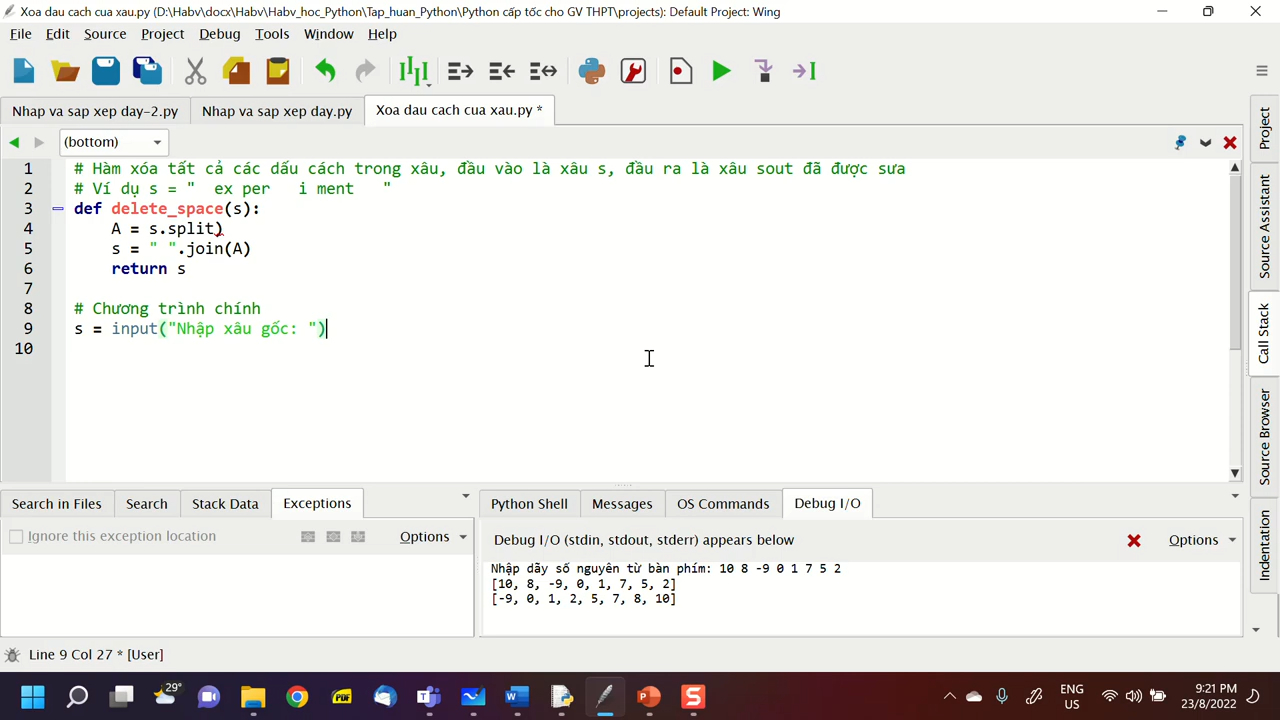 Xoa dau cach cua xau.py (D:\Habv\docx\Habv\Habv_hoc_Python\Tap_huan_Python\Python cấp tốc cho GV THPT\projects): Default Project: Wing
File Edit Source Project Debug Tools Window Help
Nhap va sap xep day-2.py Nhap va sap xep day.py Xoa dau cach cua xau.py *
(bottom)
1 # Hàm xóa tất cả các dấu cách trong xâu, đầu vào là xâu s, đầu ra là xâu sout đã được sưa
2 # Ví dụ s = "  ex per   i ment   "
3 def delete_space(s):
4 A = s.split)
5 s = " ".join(A)
6 return s
7
8 # Chương trình chính
9 s = input("Nhập xâu gốc: ")
10
Project
Source Assistant
Call Stack
Source Browser
Indentation
Search in Files Search Stack Data Exceptions
Ignore this exception location Options
Python Shell Messages OS Commands Debug I/O
Debug I/O (stdin, stdout, stderr) appears below Options
Nhập dãy số nguyên từ bàn phím: 10 8 -9 0 1 7 5 2
[10, 8, -9, 0, 1, 7, 5, 2]
[-9, 0, 1, 2, 5, 7, 8, 10]
Line 9 Col 27 * [User]
29°
PDF
ENG
US
9:21 PM
23/8/2022